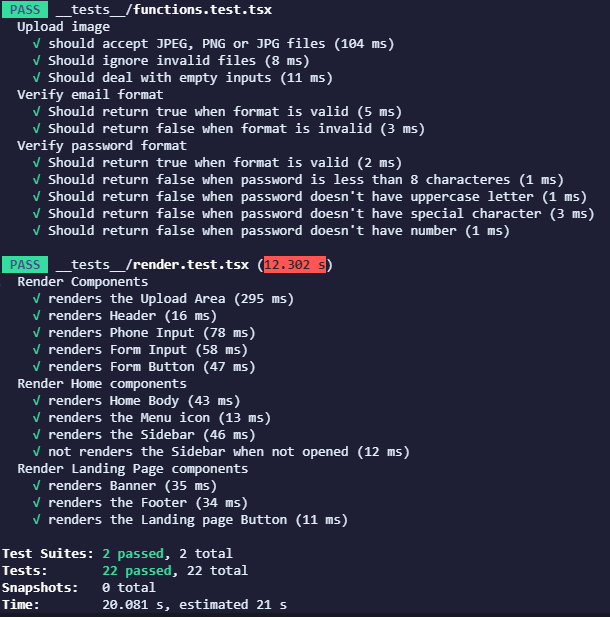 PASS __tests__/functions.test.tsx
Upload image
√ should accept JPEG, PNG or JPG files (104 ms)
√ Should ignore invalid files (8 ms)
√ Should deal with empty inputs (11 ms)
Verify email format
√ Should return true when format is valid (5 ms)
√ Should return false when format is invalid (3 ms)
Verify password format
√ Should return true when format is valid (2 ms)
√ Should return false when password is less than 8 characteres (1 ms)
√ Should return false when password doesn't have uppercase letter (1 ms)
√ Should return false when password doesn't have special character (3 ms)
√ Should return false when password doesn't have number (1 ms)
PASS __tests__/render.test.tsx (12.302 s)
Render Components
√ renders the Upload Area (295 ms)
√ renders Header (16 ms)
√ renders Phone Input (78 ms)
√ renders Form Input (58 ms)
√ renders Form Button (47 ms)
Render Home components
√ renders Home Body (43 ms)
√ renders the Menu icon (13 ms)
√ renders the Sidebar (46 ms)
√ not renders the Sidebar when not opened (12 ms)
Render Landing Page components
√ renders Banner (35 ms)
√ renders the Footer (34 ms)
√ renders the Landing page Button (11 ms)
Test Suites: 2 passed, 2 total
Tests: 22 passed, 22 total
Snapshots: 0 total
Time: 20.081 s, estimated 21 s